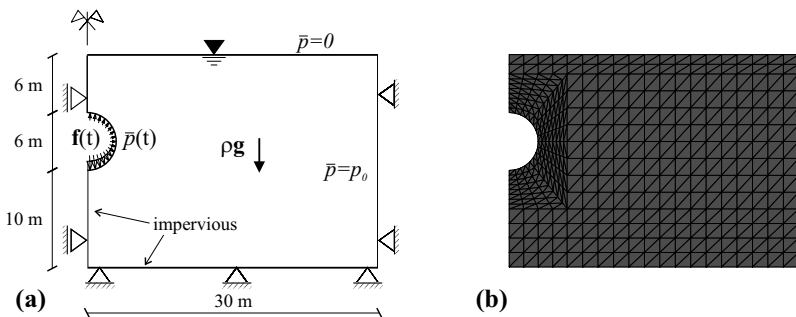 p̄=0
6 m
6 m
f(t) p̄(t)
ρg
p̄=p₀
10 m
impervious
(a)
30 m
(b)